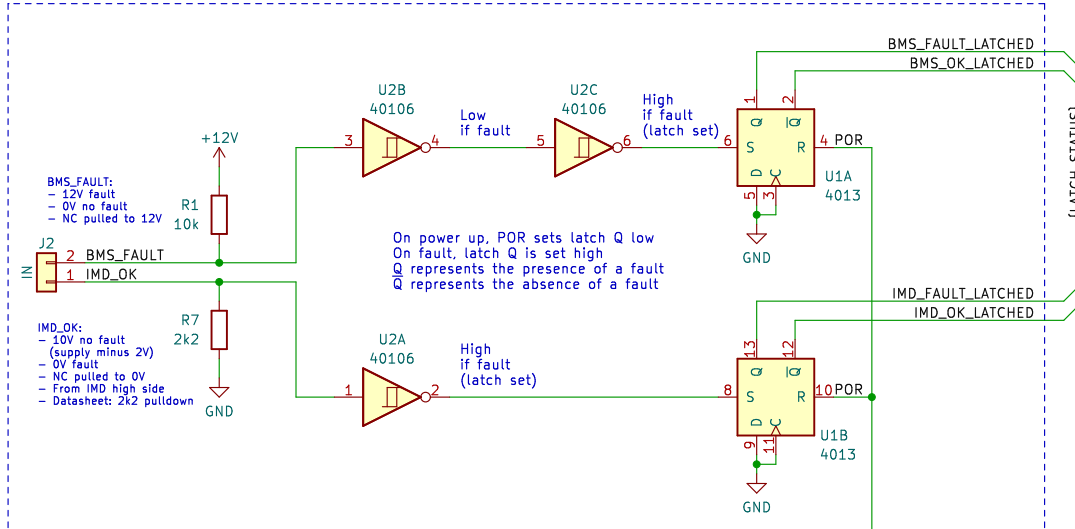 BMS_FAULT_LATCHED
BMS_OK_LATCHED
U2B
40106
3
4
Low
if fault
U2C
40106
5
6
High
if fault
(latch set)
1
2
Q
Q
6
S
R
4
POR
D
C
5
3
U1A
4013
GND
+12V
BMS_FAULT:
– 12V fault
– 0V no fault
– NC pulled to 12V
R1
10k
J2
IN
2
BMS_FAULT
1
IMD_OK
On power up, POR sets latch Q low
On fault, latch Q is set high
Q represents the presence of a fault
Q represents the absence of a fault
IMD_FAULT_LATCHED
IMD_OK_LATCHED
IMD_OK:
– 10V no fault
(supply minus 2V)
– 0V fault
– NC pulled to 0V
– From IMD high side
– Datasheet: 2k2 pulldown
R7
2k2
GND
U2A
40106
1
2
High
if fault
(latch set)
13
12
Q
Q
8
S
R
10
POR
D
C
9
11
U1B
4013
GND